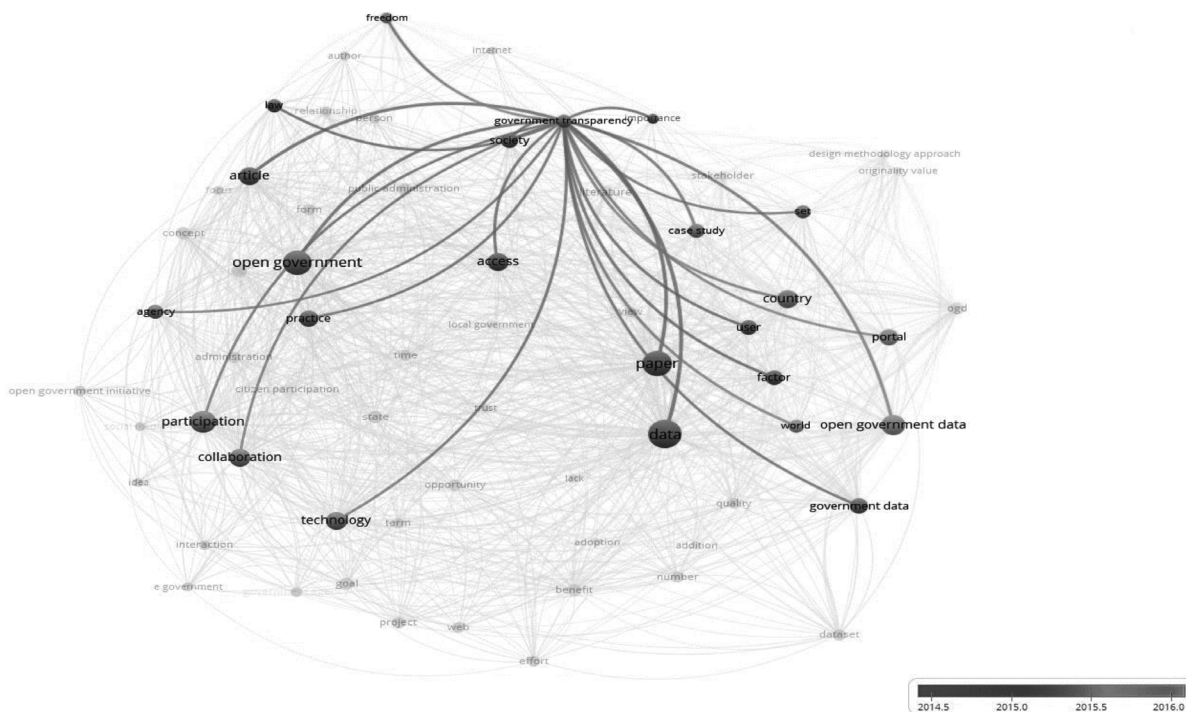 freedom
author
internet
law
relationship
person
government transparency
importance
society
design methodology approach
originality value
article
focus
public administration
literature
stakeholder
form
set
concept
case study
open government
access
country
agency
practice
local government
view
user
portal
ogd
administration
time
paper
factor
open government initiative
citizen participation
trust
participation
state
data
world
open government data
social
collaboration
idea
opportunity
lack
quality
government data
technology
term
interaction
adoption
addition
e government
goal
benefit
number
project
web
dataset
effort
2014.5 2015.0 2015.5 2016.0